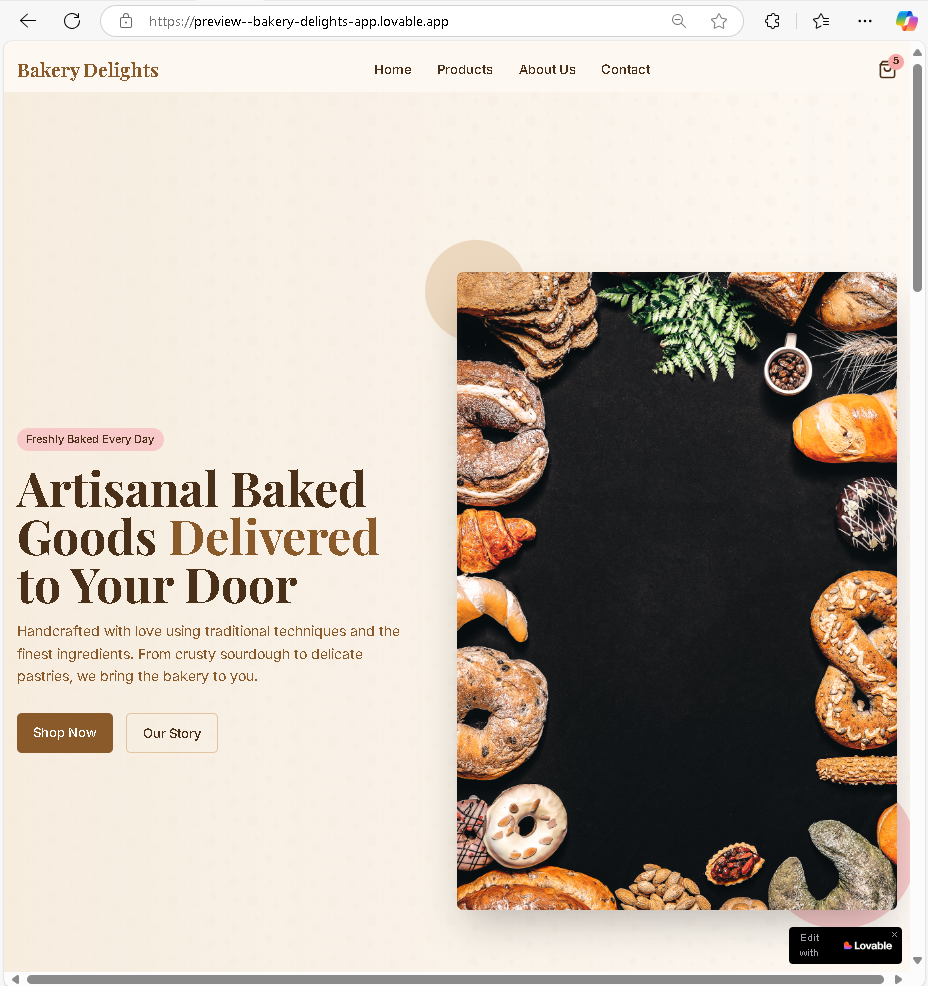 https://preview--bakery-delights-app.lovable.app
Bakery Delights
Home
Products
About Us
Contact
5
Freshly Baked Every Day
Artisanal Baked
Goods Delivered
to Your Door
Handcrafted with love using traditional techniques and the
finest ingredients. From crusty sourdough to delicate
pastries, we bring the bakery to you.
Shop Now
Our Story
Edit
with
Lovable